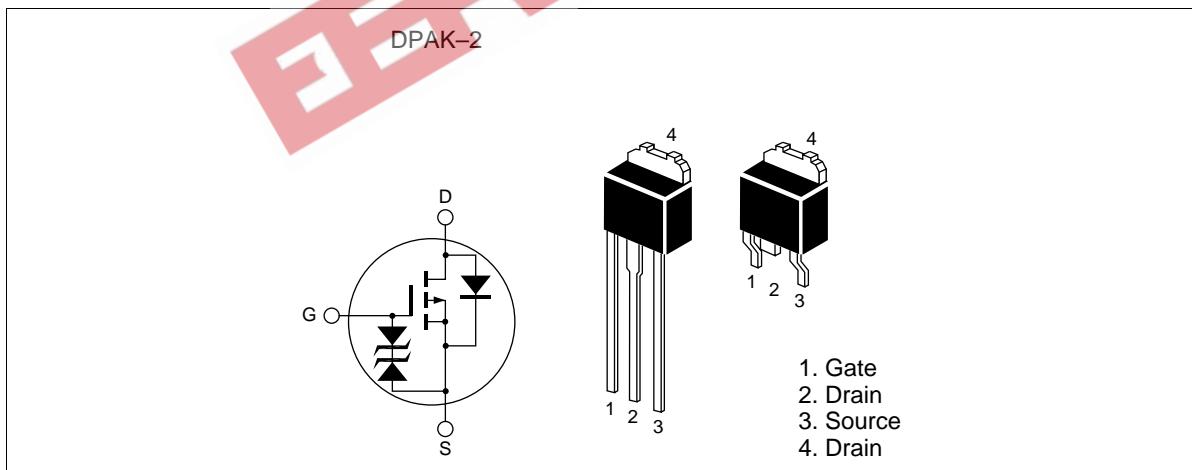 DPAK–2
4
4
D
G
S
1
2
3
1
2
3
1. Gate
2. Drain
3. Source
4. Drain